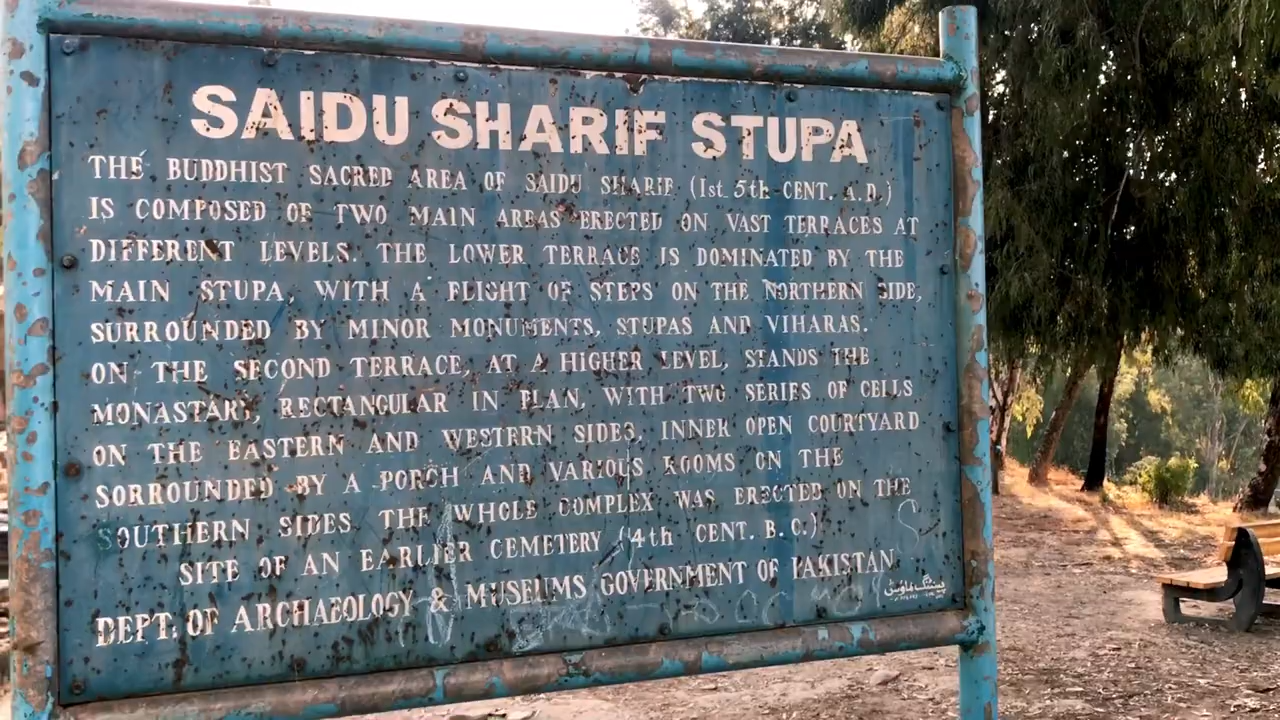 SAIDU SHARIF STUPA
THE BUDDHIST SACRED AREA OF SAIDU SHARIF (Ist 5th CENT. A.D.)
IS COMPOSED OF TWO MAIN AREAS ERECTED ON VAST TERRACES AT
DIFFERENT LEVELS. THE LOWER TERRACE IS DOMINATED BY THE
MAIN STUPA, WITH A FLIGHT OF STEPS ON THE NORTHERN SIDE,
SURROUNDED BY MINOR MONUMENTS, STUPAS AND VIHARAS.
ON THE SECOND TERRACE, AT A HIGHER LEVEL, STANDS THE
MONASTARY, RECTANGULAR IN PLAN, WITH TWO SERIES OF CELLS
ON THE EASTERN AND WESTERN SIDES, INNER OPEN COURTYARD
SORROUNDED BY A PORCH AND VARIOUS ROOMS ON THE
SOUTHERN SIDES THE WHOLE COMPLEX WAS ERECTED ON THE
SITE OF AN EARLIER CEMETERY (4th CENT. B.C.)
DEPT: OF ARCHAEOLOGY & MUSEUMS GOVERNMENT OF PAKISTAN